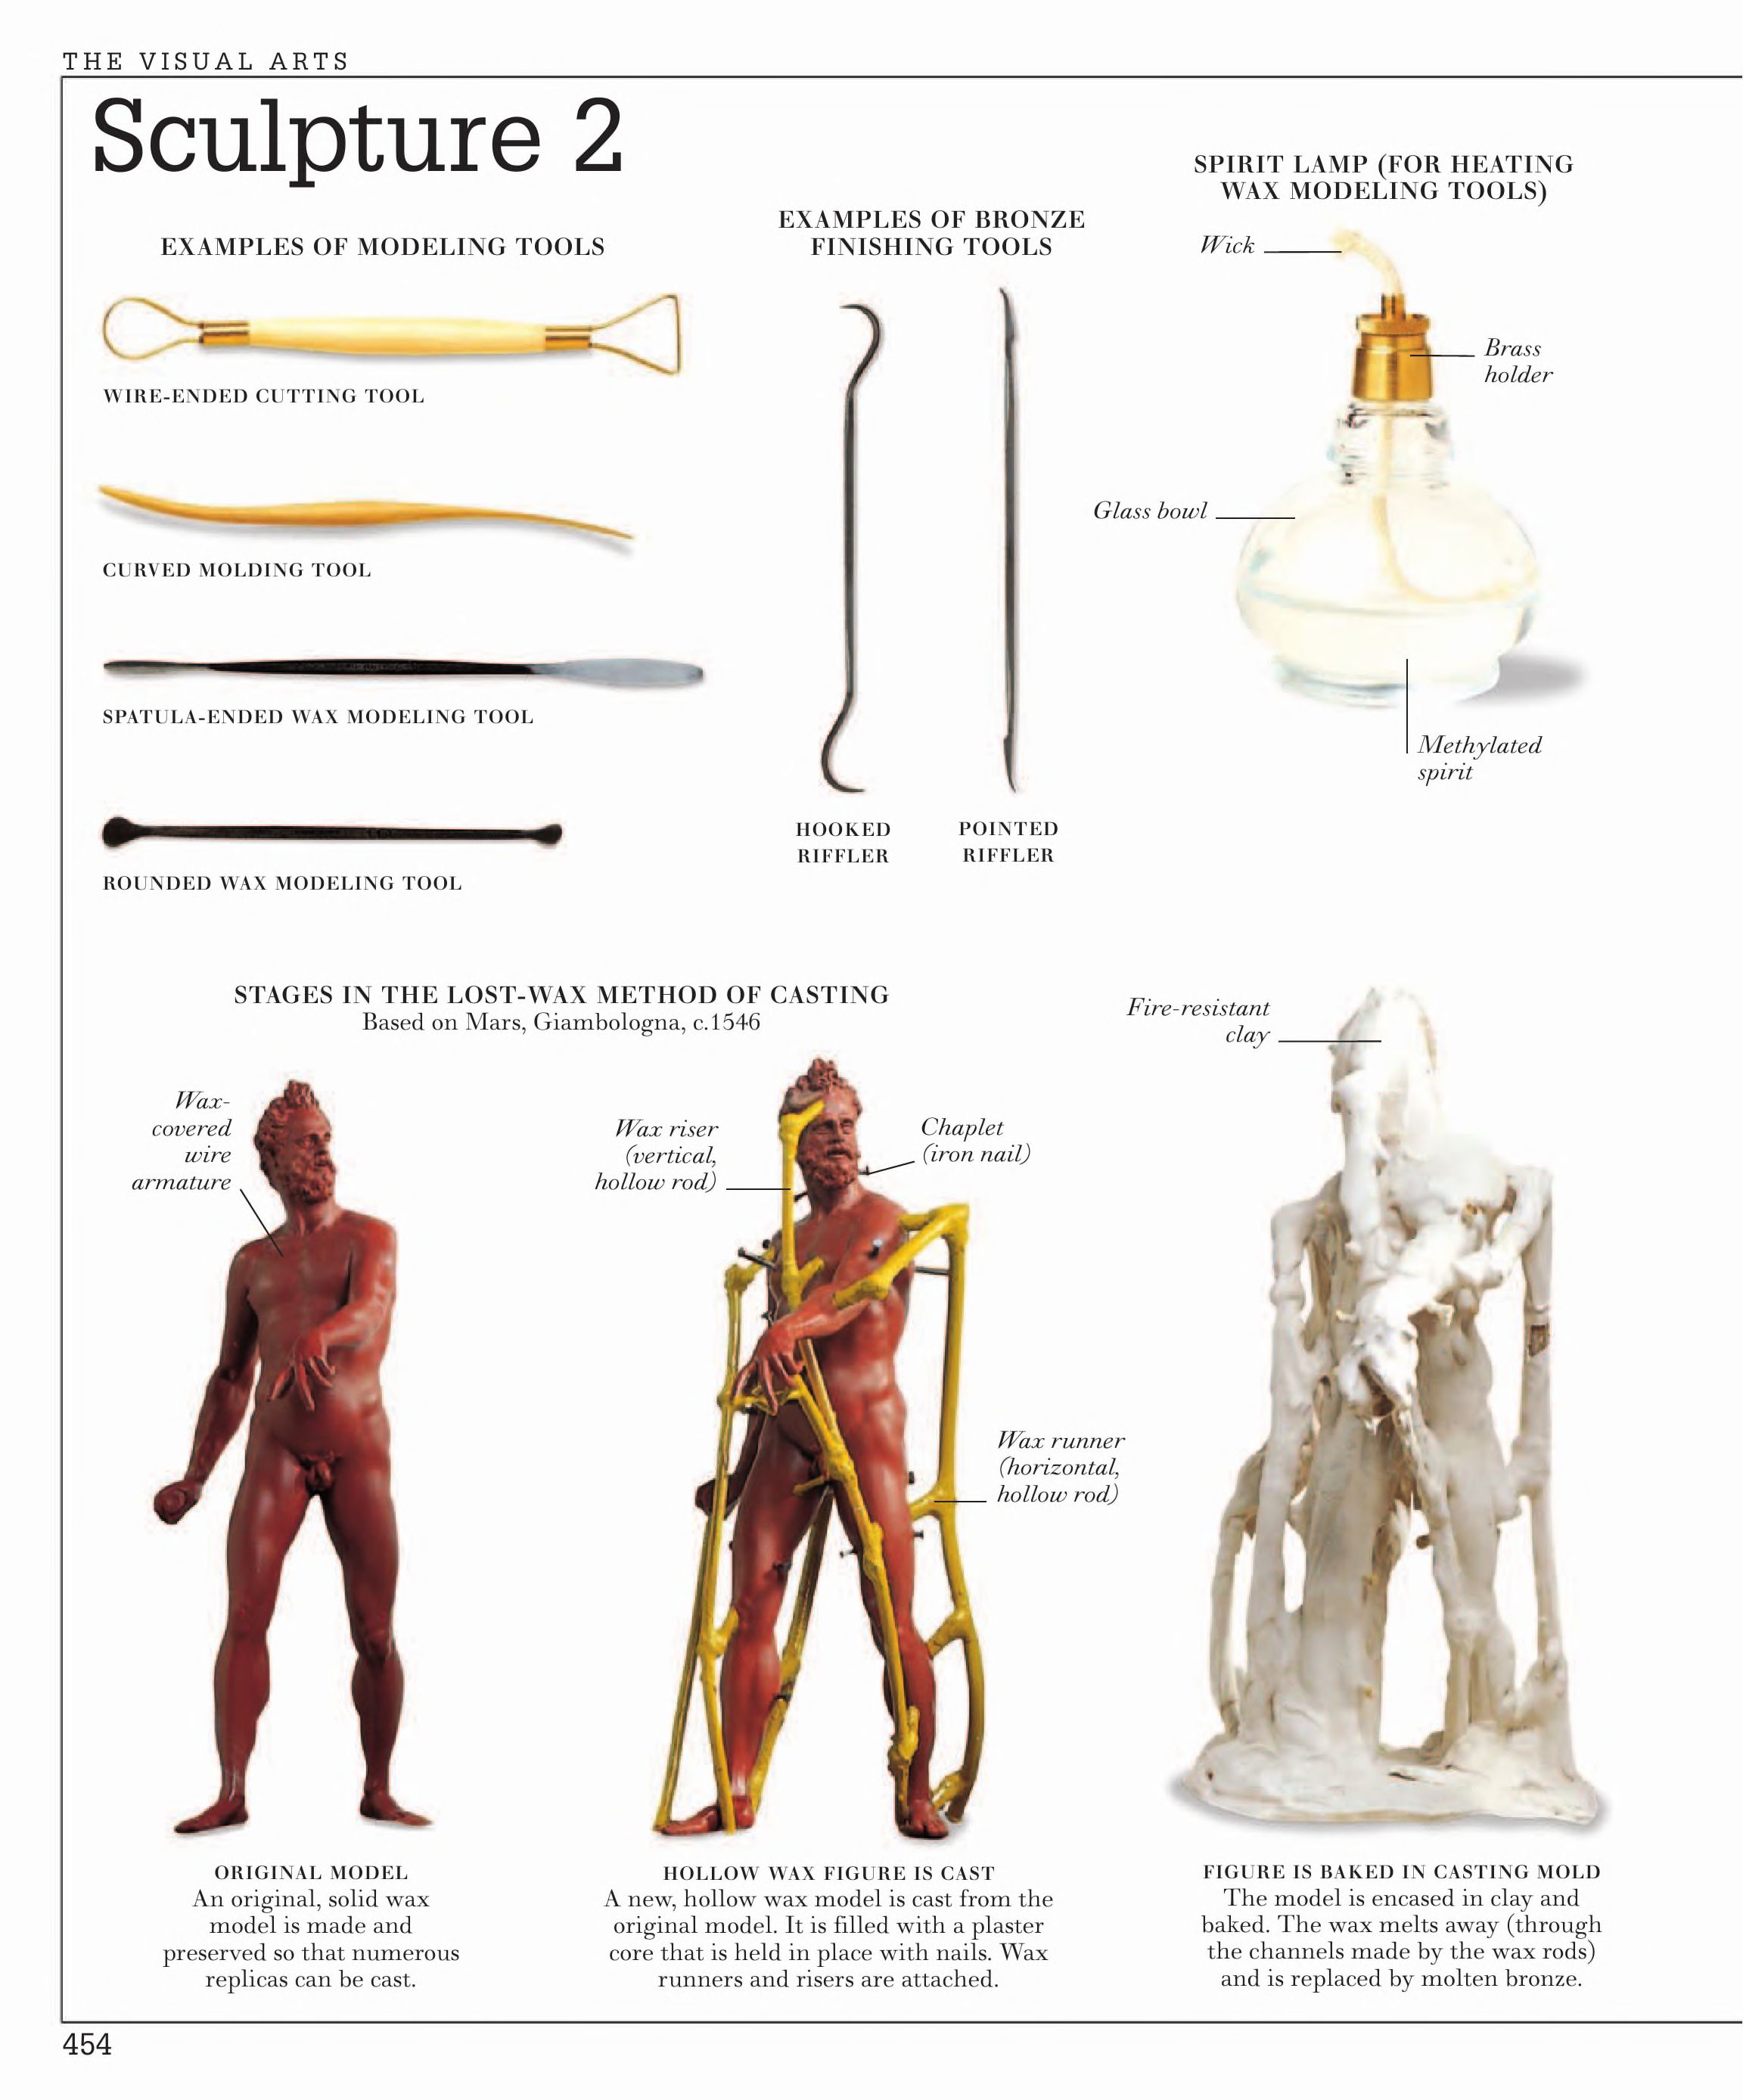 THE VISUAL ARTS
Sculpture 2
EXAMPLES OF MODELING TOOLS
WIRE-ENDED CUTTING TOOL
CURVED MOLDING TOOL
SPATULA-ENDED WAX MODELING TOOL
ROUNDED WAX MODELING TOOL
EXAMPLES OF BRONZE
FINISHING TOOLS
HOOKED
RIFFLER
POINTED
RIFFLER
SPIRIT LAMP (FOR HEATING
WAX MODELING TOOLS)
Wick
Brass
holder
Glass bowl
Methylated
spirit
STAGES IN THE LOST-WAX METHOD OF CASTING
Based on Mars, Giambologna, c.1546
Wax-
covered
wire
armature
Wax riser
(vertical,
hollow rod)
Chaplet
(iron nail)
Wax runner
(horizontal,
hollow rod)
Fire-resistant
clay
ORIGINAL MODEL
An original, solid wax
model is made and
preserved so that numerous
replicas can be cast.
HOLLOW WAX FIGURE IS CAST
A new, hollow wax model is cast from the
original model. It is filled with a plaster
core that is held in place with nails. Wax
runners and risers are attached.
FIGURE IS BAKED IN CASTING MOLD
The model is encased in clay and
baked. The wax melts away (through
the channels made by the wax rods)
and is replaced by molten bronze.
454